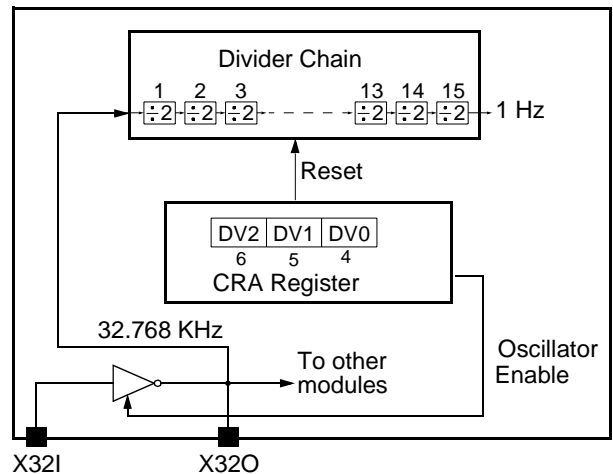 Divider Chain
1 2 3 13 14 15
÷2 ÷2 ÷2 ÷2 ÷2 ÷2 1 Hz
Reset
DV2 DV1 DV0
6 5 4
CRA Register
32.768 KHz
To other
modules
Oscillator
Enable
X32I X32O